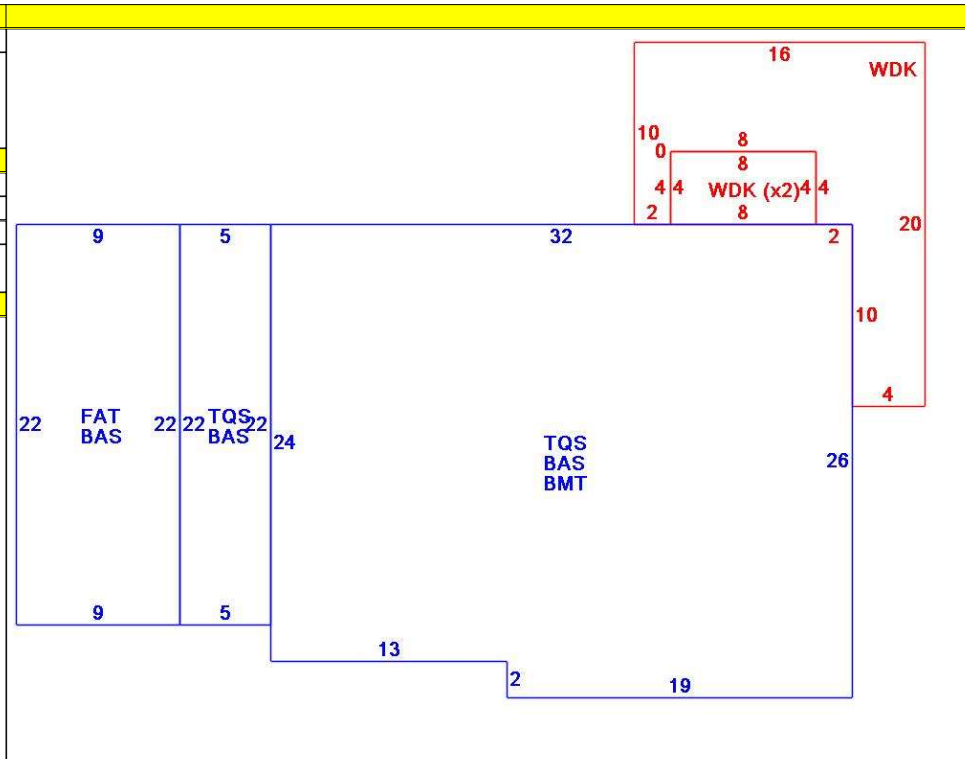 16
WDK
10
8
0
8
4 4 WDK (x2) 4 4
2 8
20
9 5 32 2
10
4
22 FAT 22 22 TQS 22
BAS BAS
24
TQS
BAS
BMT
26
9 5
13
2
19